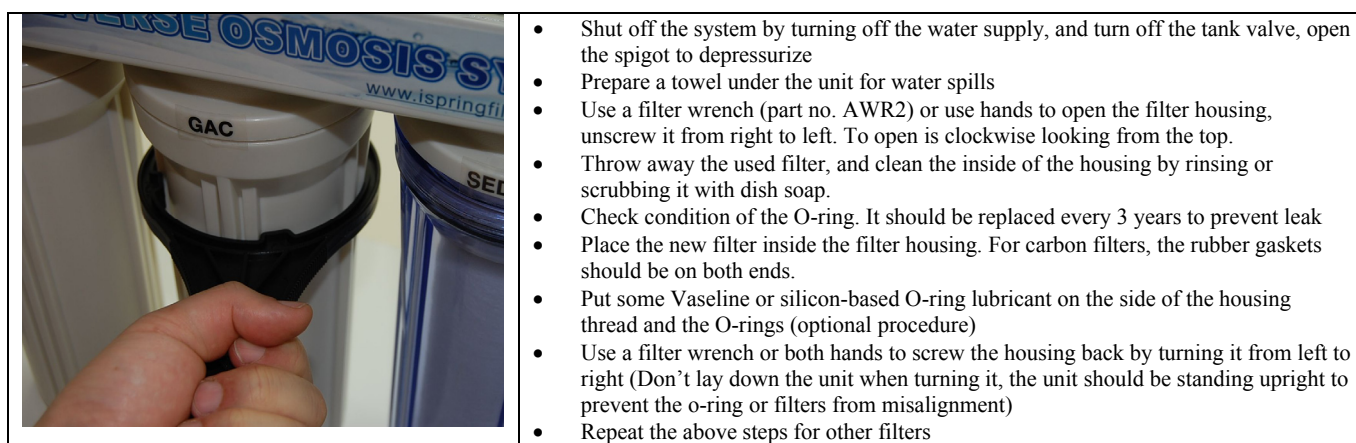 VERSE OSMOSIS SY
www.ispringfil
GAC
SED
• Shut off the system by turning off the water supply, and turn off the tank valve, open
the spigot to depressurize
• Prepare a towel under the unit for water spills
• Use a filter wrench (part no. AWR2) or use hands to open the filter housing,
unscrew it from right to left. To open is clockwise looking from the top.
• Throw away the used filter, and clean the inside of the housing by rinsing or
scrubbing it with dish soap.
• Check condition of the O-ring. It should be replaced every 3 years to prevent leak
• Place the new filter inside the filter housing. For carbon filters, the rubber gaskets
should be on both ends.
• Put some Vaseline or silicon-based O-ring lubricant on the side of the housing
thread and the O-rings (optional procedure)
• Use a filter wrench or both hands to screw the housing back by turning it from left to
right (Don’t lay down the unit when turning it, the unit should be standing upright to
prevent the o-ring or filters from misalignment)
• Repeat the above steps for other filters